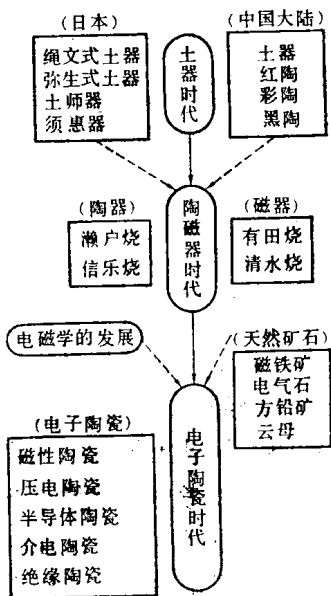 (日本)
绳文式土器
弥生式土器
土师器
须惠器
土器时代
(中国大陆)
土器
红陶
彩陶
黑陶
(陶器)
濑户烧
信乐烧
陶磁器时代
(磁器)
有田烧
清水烧
电磁学的发展
(天然矿石)
磁铁矿
电气石
方铅矿
云母
(电子陶瓷)
磁性陶瓷
压电陶瓷
半导体陶瓷
介电陶瓷
绝缘陶瓷
电子陶瓷时代